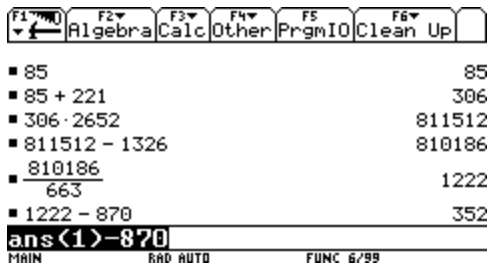 F1 F2 F3 F4 F5 F6
Algebra Calc Other PrgmIO Clean Up
85 85
85 + 221 306
306·2652 811512
811512 - 1326 810186
810186
663 1222
1222 - 870 352
ans(1)-870
MAIN RAD AUTO FUNC 6/99